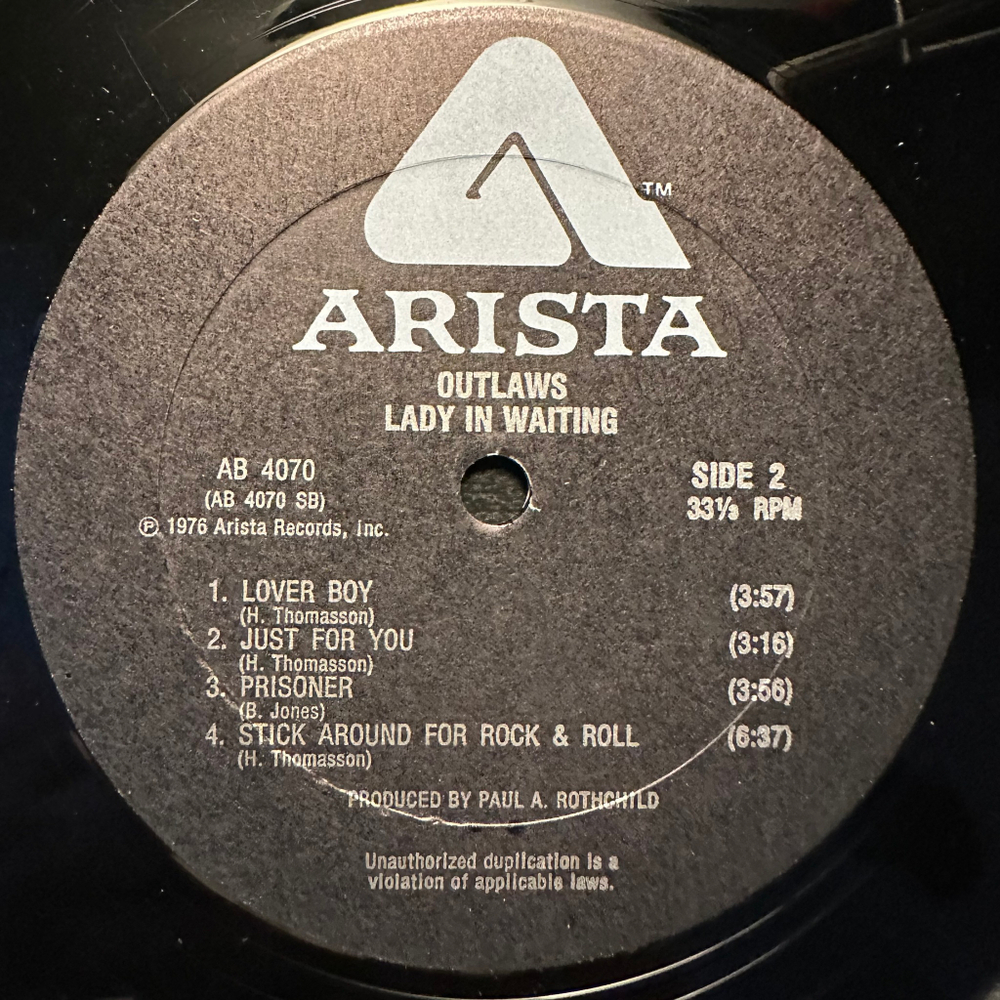 TM
ARISTA
OUTLAWS
LADY IN WAITING
AB 4070
(AB 4070 SB)
℗ 1976 Arista Records, Inc.
SIDE 2
33⅓ RPM
1. LOVER BOY (3:57)
(H. Thomasson)
2. JUST FOR YOU (3:16)
(H. Thomasson)
3. PRISONER (3:56)
(B. Jones)
4. STICK AROUND FOR ROCK & ROLL (6:37)
(H. Thomasson)
PRODUCED BY PAUL A. ROTHCHILD
Unauthorized duplication is a
violation of applicable laws.